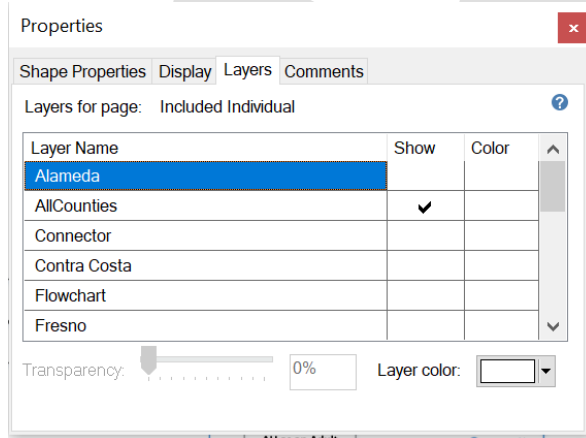 Properties
Shape Properties Display Layers Comments
Layers for page: Included Individual
Layer Name Show Color
Alameda
AllCounties
Connector
Contra Costa
Flowchart
Fresno
Transparency: 0% Layer color: